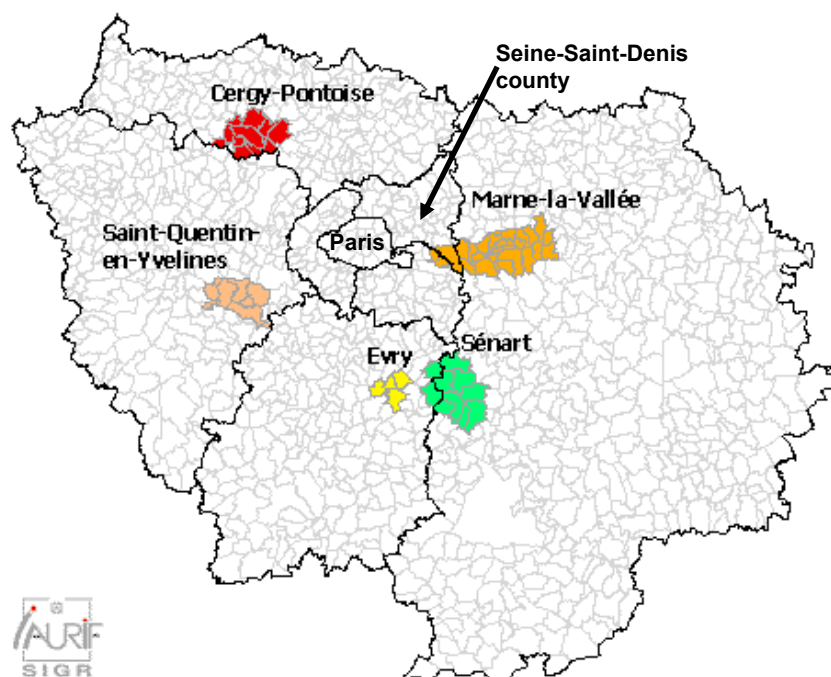 Seine-Saint-Denis
county
Cergy-Pontoise
Marne-la-Vallée
Saint-Quentin-
en-Yvelines
Paris
Sénart
Evry
IAURIF
SIGR